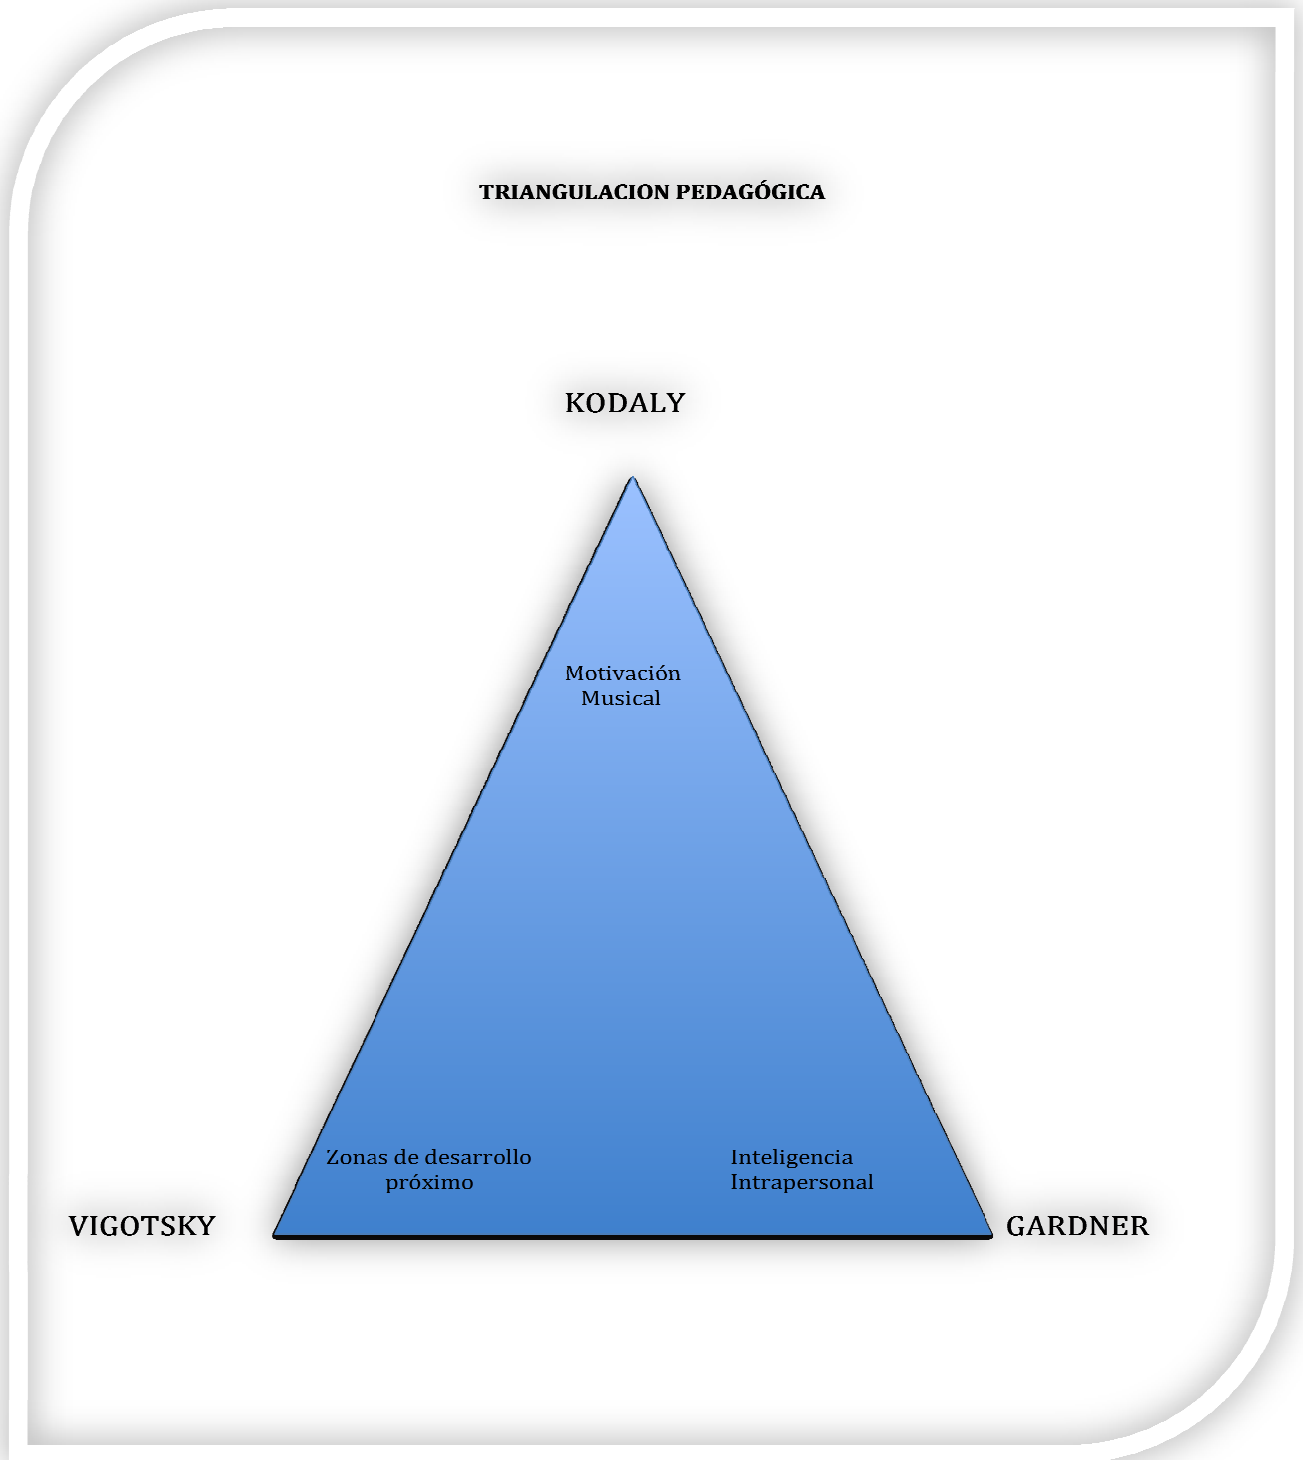 TRIANGULACION PEDAGÓGICA
KODALY
Motivación
Musical
Zonas de desarrollo
próximo
Inteligencia
Intrapersonal
VIGOTSKY
GARDNER